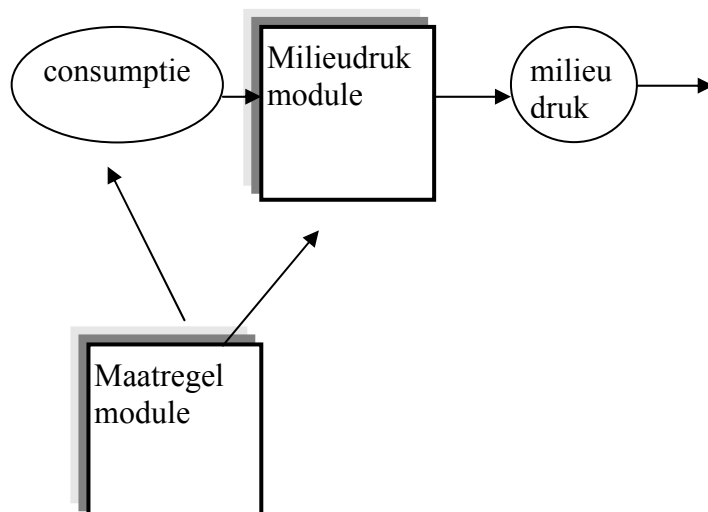 consumptie
Milieudruk
module
milieu
druk
Maatregel
module